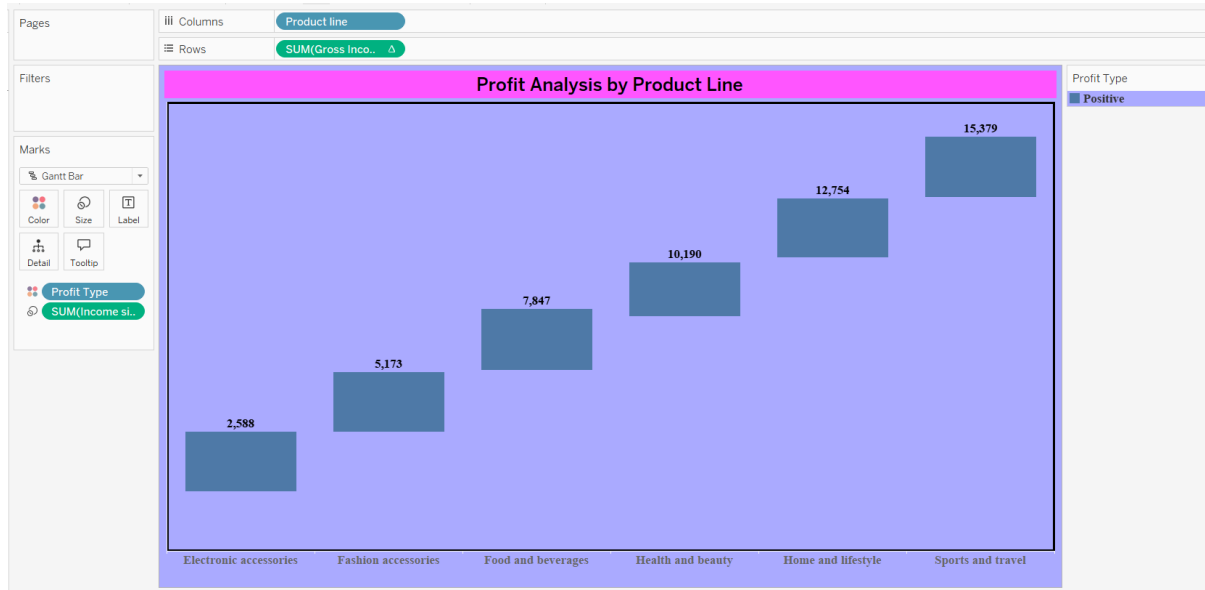 Pages
iii Columns Product line
Rows SUM(Gross Inco.. Δ
Filters
Profit Analysis by Product Line
Profit Type
Positive
Marks
Gantt Bar
Color Size Label
Detail Tooltip
Profit Type
SUM(Income si..
15,379
12,754
10,190
7,847
5,173
2,588
Electronic accessories Fashion accessories Food and beverages Health and beauty Home and lifestyle Sports and travel